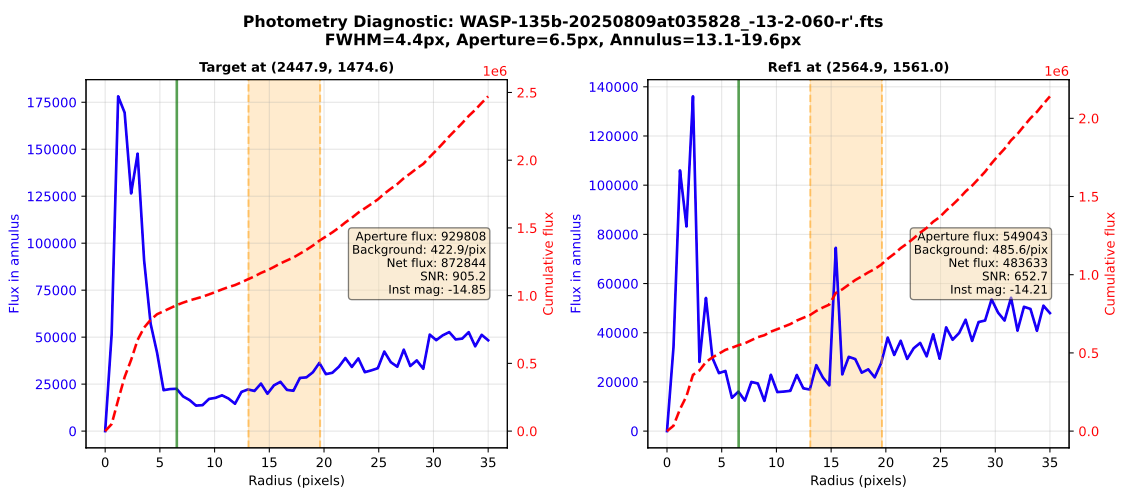 Photometry Diagnostic: WASP-135b-20250809at035828_-13-2-060-r'.fts
FWHM=4.4px, Aperture=6.5px, Annulus=13.1-19.6px
Target at (2447.9, 1474.6)
1e6
175000
150000
125000
100000
75000
50000
25000
0
Flux in annulus
0
5
10
15
20
25
30
35
Radius (pixels)
2.5
2.0
1.5
1.0
0.5
0.0
Cumulative flux
Aperture flux: 929808
Background: 422.9/pix
Net flux: 872844
SNR: 905.2
Inst mag: -14.85
Ref1 at (2564.9, 1561.0)
1e6
140000
120000
100000
80000
60000
40000
20000
0
Flux in annulus
0
5
10
15
20
25
30
35
Radius (pixels)
2.0
1.5
1.0
0.5
0.0
Cumulative flux
Aperture flux: 549043
Background: 485.6/pix
Net flux: 483633
SNR: 652.7
Inst mag: -14.21